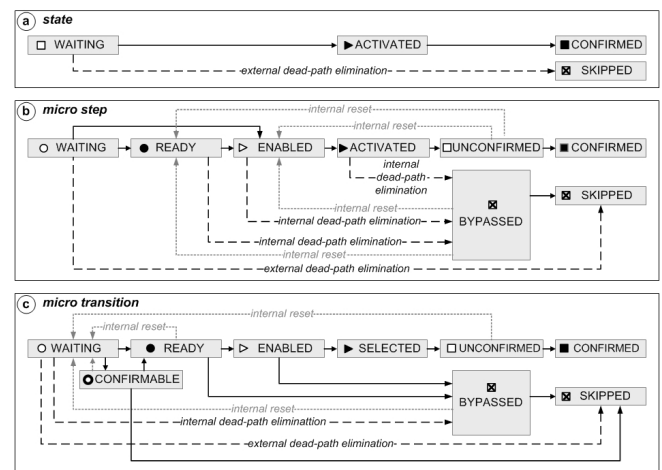 a state
WAITING
ACTIVATED
CONFIRMED
external dead-path elimination
SKIPPED
b micro step
internal reset
internal reset
WAITING
READY
ENABLED
ACTIVATED
UNCONFIRMED
CONFIRMED
internal
dead-path
elimination
SKIPPED
internal reset
BYPASSED
internal dead-path elimination
internal dead-path elimination
internal reset
external dead-path elimination
c micro transition
internal reset
internal reset
WAITING
READY
ENABLED
SELECTED
UNCONFIRMED
CONFIRMED
CONFIRMABLE
BYPASSED
SKIPPED
internal reset
internal dead-path eliminattion
external dead-path elimination